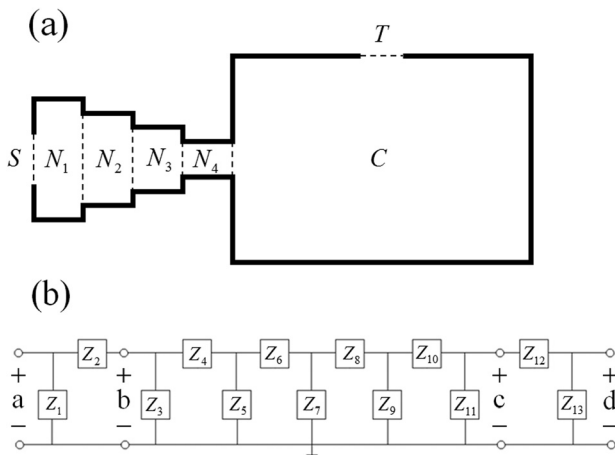 (a)
T
S N₁ N₂ N₃ N₄ C
(b)
Z₂ Z₄ Z₆ Z₈ Z₁₀ Z₁₂
+ + + +
a Z₁ b Z₃ Z₅ Z₇ Z₉ Z₁₁ c Z₁₃ d
− − − −